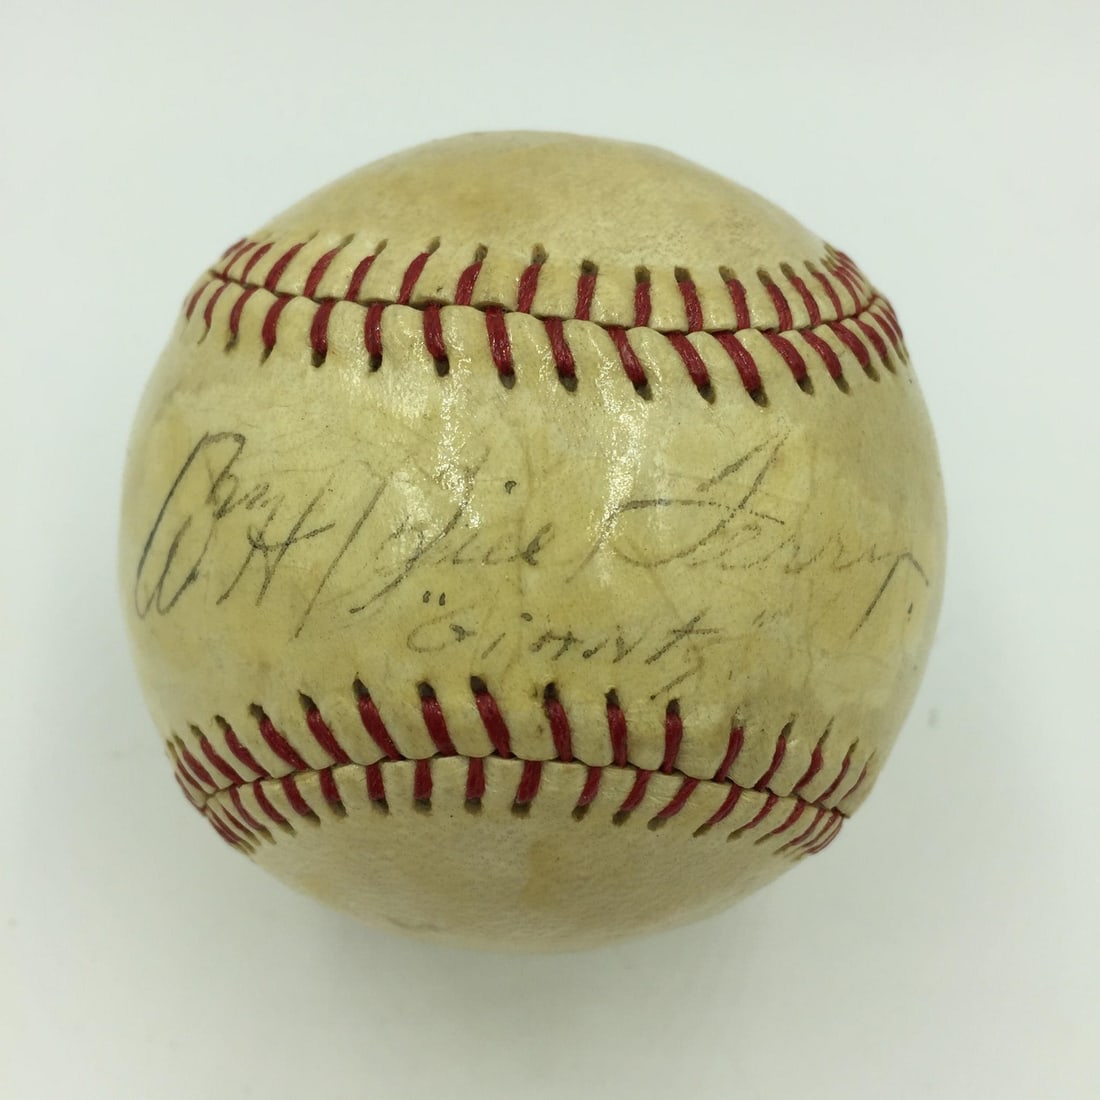 Wm H (Bill) Terry.
"Giants"